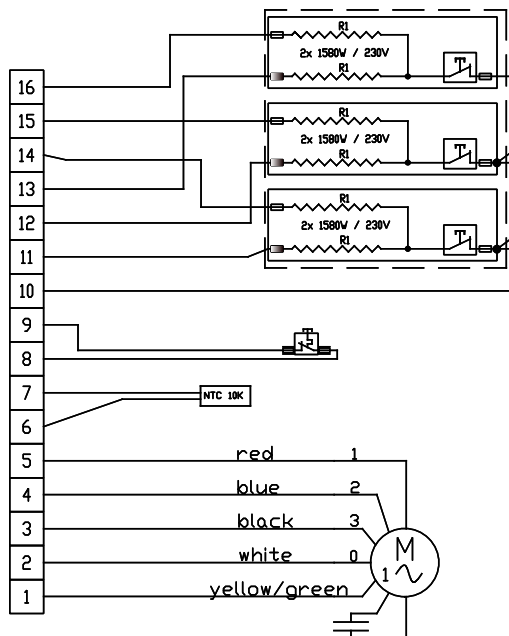 R1
2x 1580W / 230V
R1
R1
2x 1580W / 230V
R1
R1
2x 1580W / 230V
R1
16
15
14
13
12
11
10
9
8
7
NTC 10K
6
5 red 1
4 blue 2
3 black 3
2 white 0
1 yellow/green
M
1